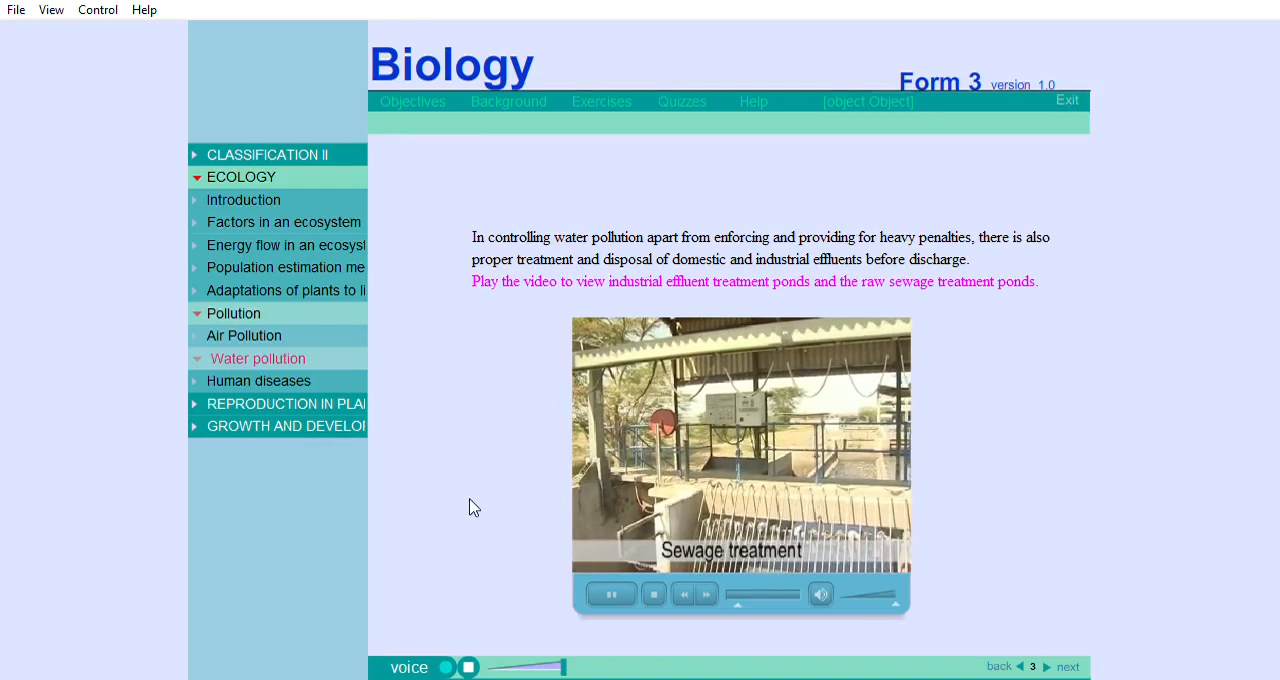 File View Control Help
Biology
Form 3 version 1.0
Objectives Background Exercises Quizzes Help [object Object] Exit
CLASSIFICATION II
ECOLOGY
Introduction
Factors in an ecosystem
Energy flow in an ecosyst
Population estimation me
Adaptations of plants to li
Pollution
Air Pollution
Water pollution
Human diseases
REPRODUCTION IN PLA
GROWTH AND DEVELO
In controlling water pollution apart from enforcing and providing for heavy penalties, there is also
proper treatment and disposal of domestic and industrial effluents before discharge.
Play the video to view industrial effluent treatment ponds and the raw sewage treatment ponds.
Sewage treatment
voice
back 3 next